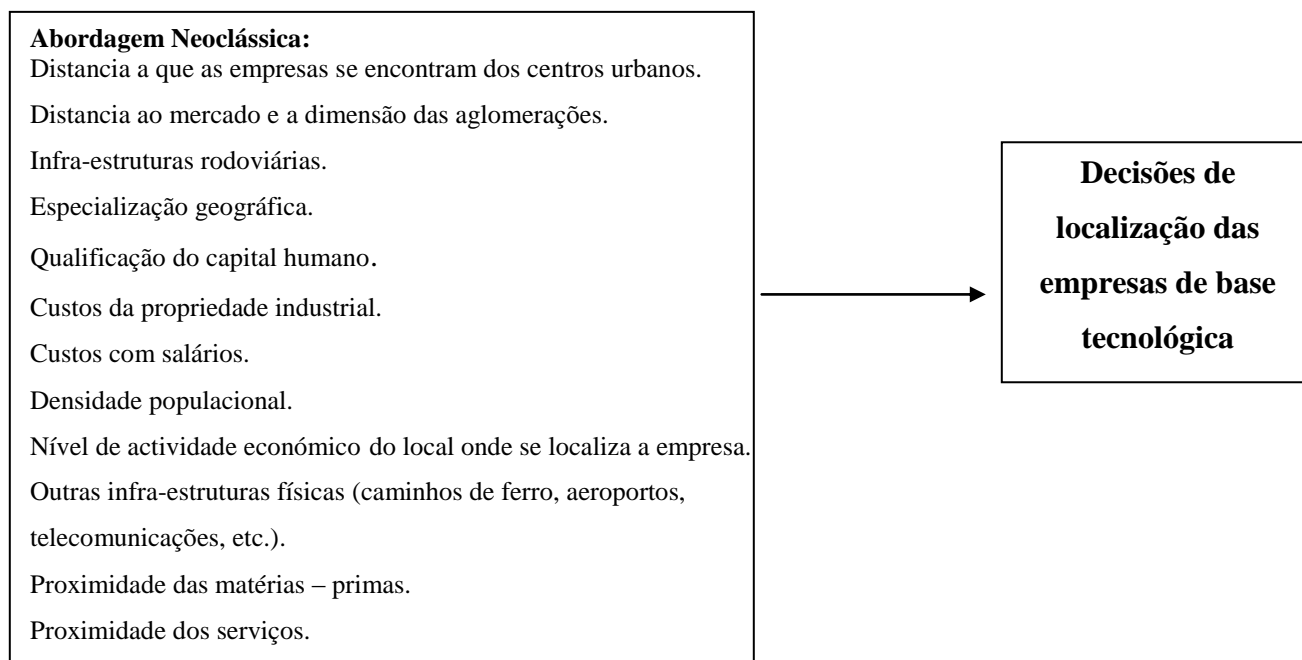 Abordagem Neoclássica:
Distancia a que as empresas se encontram dos centros urbanos.
Distancia ao mercado e a dimensão das aglomerações.
Infra-estruturas rodoviárias.
Especialização geográfica.
Qualificação do capital humano.
Custos da propriedade industrial.
Custos com salários.
Densidade populacional.
Nível de actividade económico do local onde se localiza a empresa.
Outras infra-estruturas físicas (caminhos de ferro, aeroportos,
telecomunicações, etc.).
Proximidade das matérias – primas.
Proximidade dos serviços.
Decisões de
localização das
empresas de base
tecnológica